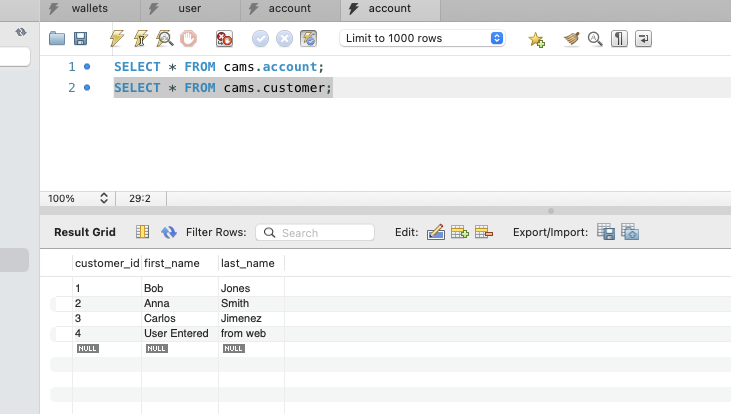 wallets user account account
Limit to 1000 rows
1 SELECT * FROM cams.account;
2 SELECT * FROM cams.customer;
100% 29:2
Result Grid Filter Rows: Search Edit: Export/Import:
customer_id first_name last_name
1 Bob Jones
2 Anna Smith
3 Carlos Jimenez
4 User Entered from web
NULL NULL NULL